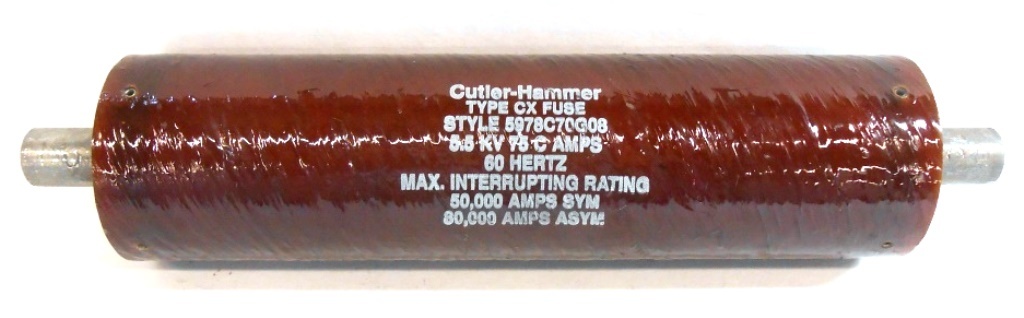 Cutler-Hammer
TYPE CX FUSE
STYLE 5978C70G08
5.5 KV 75 C AMPS
60 HERTZ
MAX. INTERRUPTING RATING
50,000 AMPS SYM
80,000 AMPS ASYM